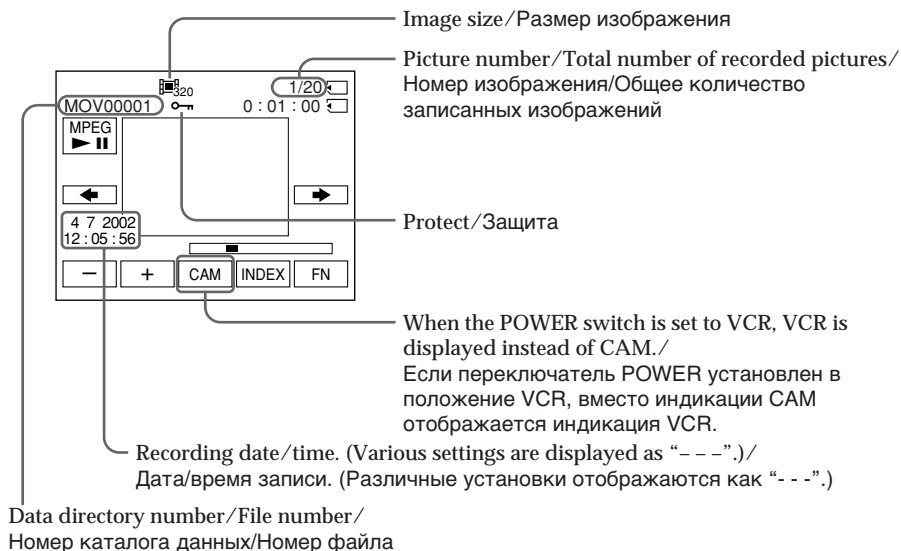 Image size/Размер изображения
Picture number/Total number of recorded pictures/
Номер изображения/Общее количество
записанных изображений
320
1/20
MOV00001
0 : 01 : 00
MPEG
Protect/Защита
4 7 2002
12 : 05 : 56
– + CAM INDEX FN
When the POWER switch is set to VCR, VCR is
displayed instead of CAM./
Если переключатель POWER установлен в
положение VCR, вместо индикации CAM
отображается индикация VCR.
Recording date/time. (Various settings are displayed as “– – –”.)/
Дата/время записи. (Различные установки отображаются как “- - -”.)
Data directory number/File number/
Номер каталога данных/Номер файла